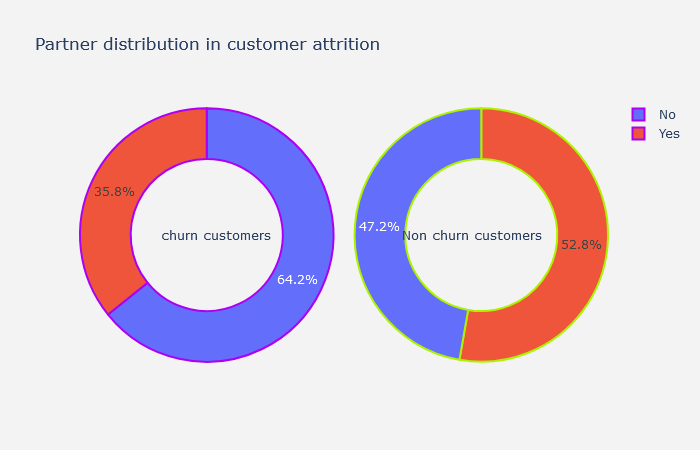 Partner distribution in customer attrition
No
Yes
35.8%
churn customers
64.2%
47.2%
Non churn customers
52.8%